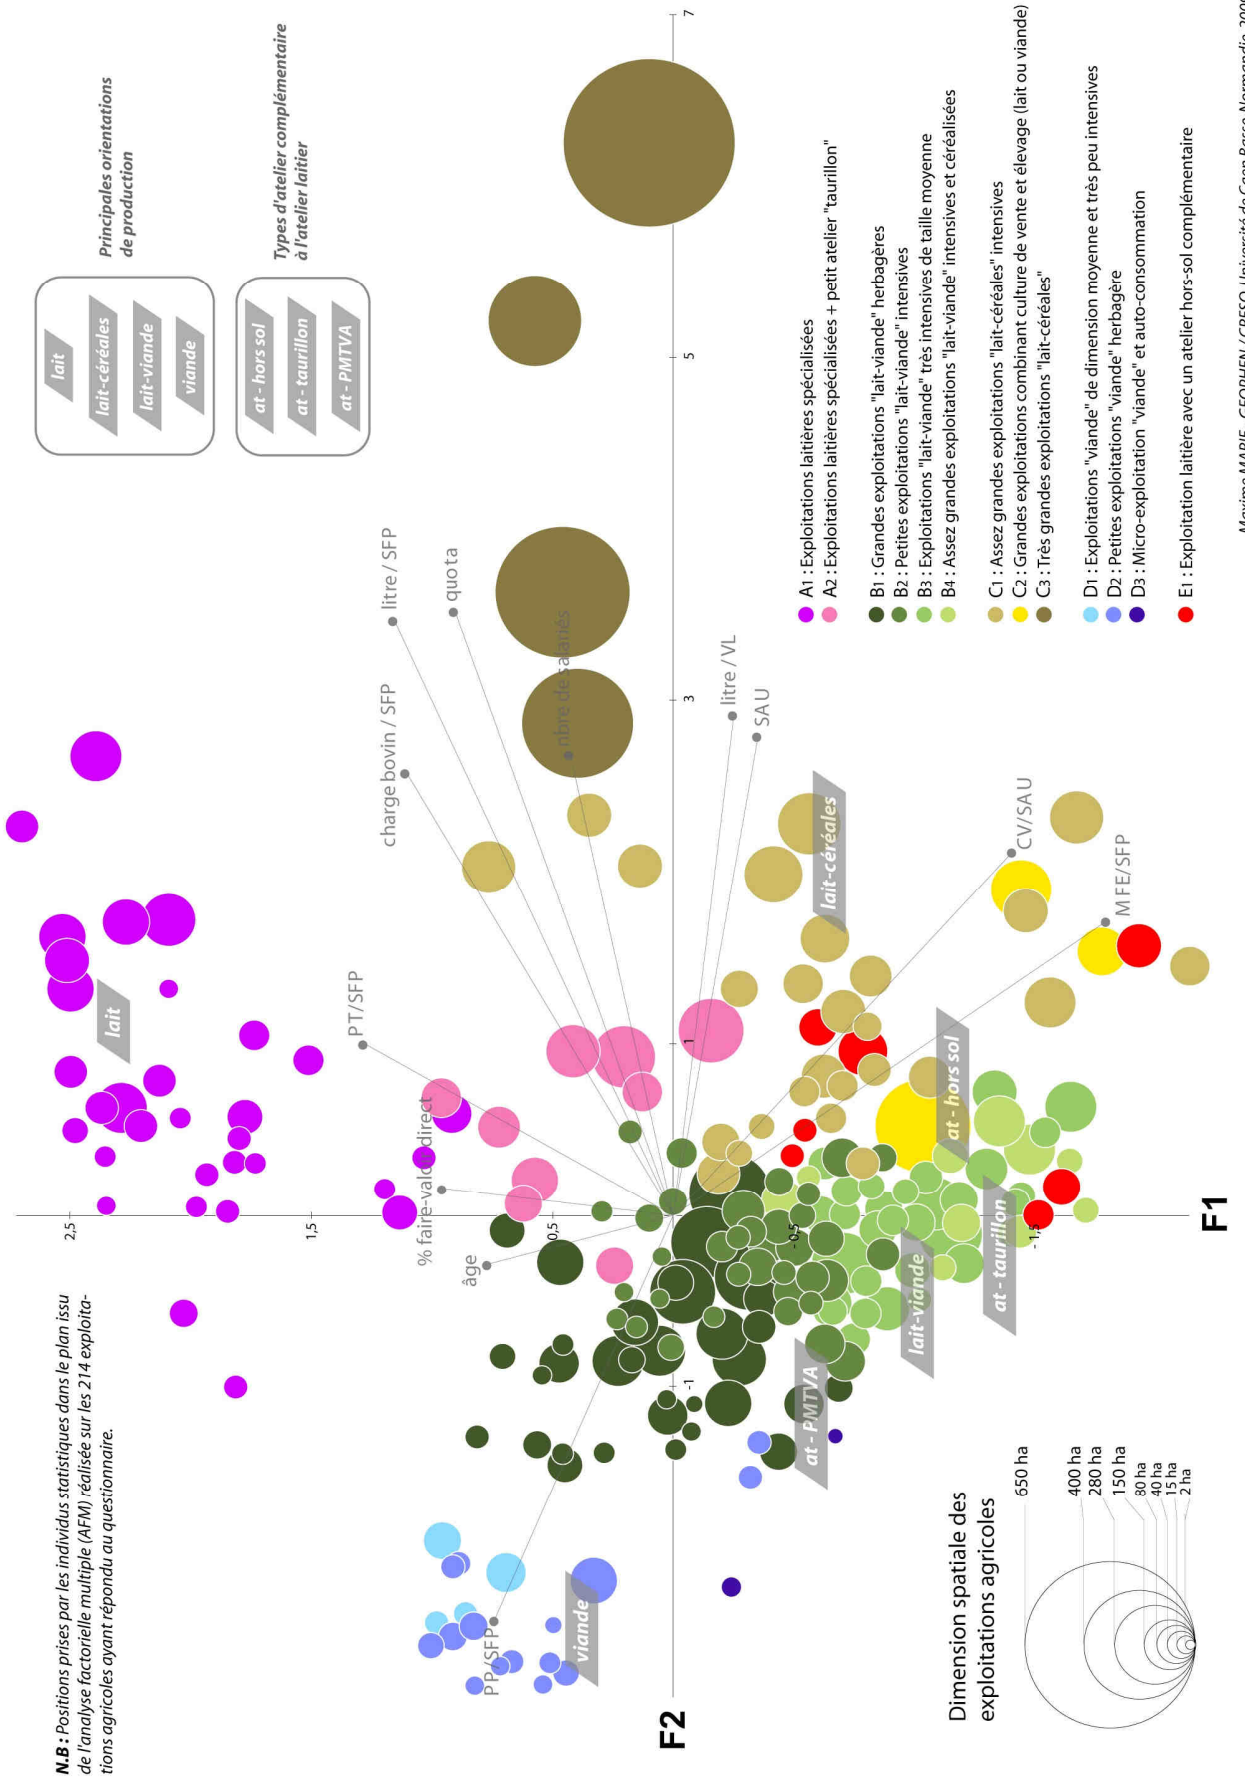 N.B : Positions prises par les individus statistiques dans le plan issu
de l'analyse factorielle multiple (AFM) réalisée sur les 214 exploita-
tions agricoles ayant répondu au questionnaire.
Principales orientations
de production
lait
lait-céréales
lait-viande
viande
Types d'atelier complémentaire
à l'atelier laitier
at - hors sol
at - taurillon
at - PMTVA
2,5
1,5
0,5
- 0,5
- 1,5
-1
1
3
5
7
F2
F1
lait
PT/SFP
% faire-valoir direct
âge
charge bovin / SFP
litre / SFP
quota
nbre de salariés
litre / VL
SAU
CV/SAU
MFE/SFP
PP/SFP
viande
lait-céréales
at - hors sol
at - taurillon
lait-viande
at - PMTVA
Dimension spatiale des
exploitations agricoles
650 ha
400 ha
280 ha
150 ha
80 ha
40 ha
15 ha
2 ha
A1 : Exploitations laitières spécialisées
A2 : Exploitations laitières spécialisées + petit atelier "taurillon"
B1 : Grandes exploitations "lait-viande" herbagères
B2 : Petites exploitations "lait-viande" intensives
B3 : Exploitations "lait-viande" très intensives de taille moyenne
B4 : Assez grandes exploitations "lait-viande" intensives et céréalisées
C1 : Assez grandes exploitations "lait-céréales" intensives
C2 : Grandes exploitations combinant culture de vente et élevage (lait ou viande)
C3 : Très grandes exploitations "lait-céréales"
D1 : Exploitations "viande" de dimension moyenne et très peu intensives
D2 : Petites exploitations "viande" herbagère
D3 : Micro-exploitation "viande" et auto-consommation
E1 : Exploitation laitière avec un atelier hors-sol complémentaire